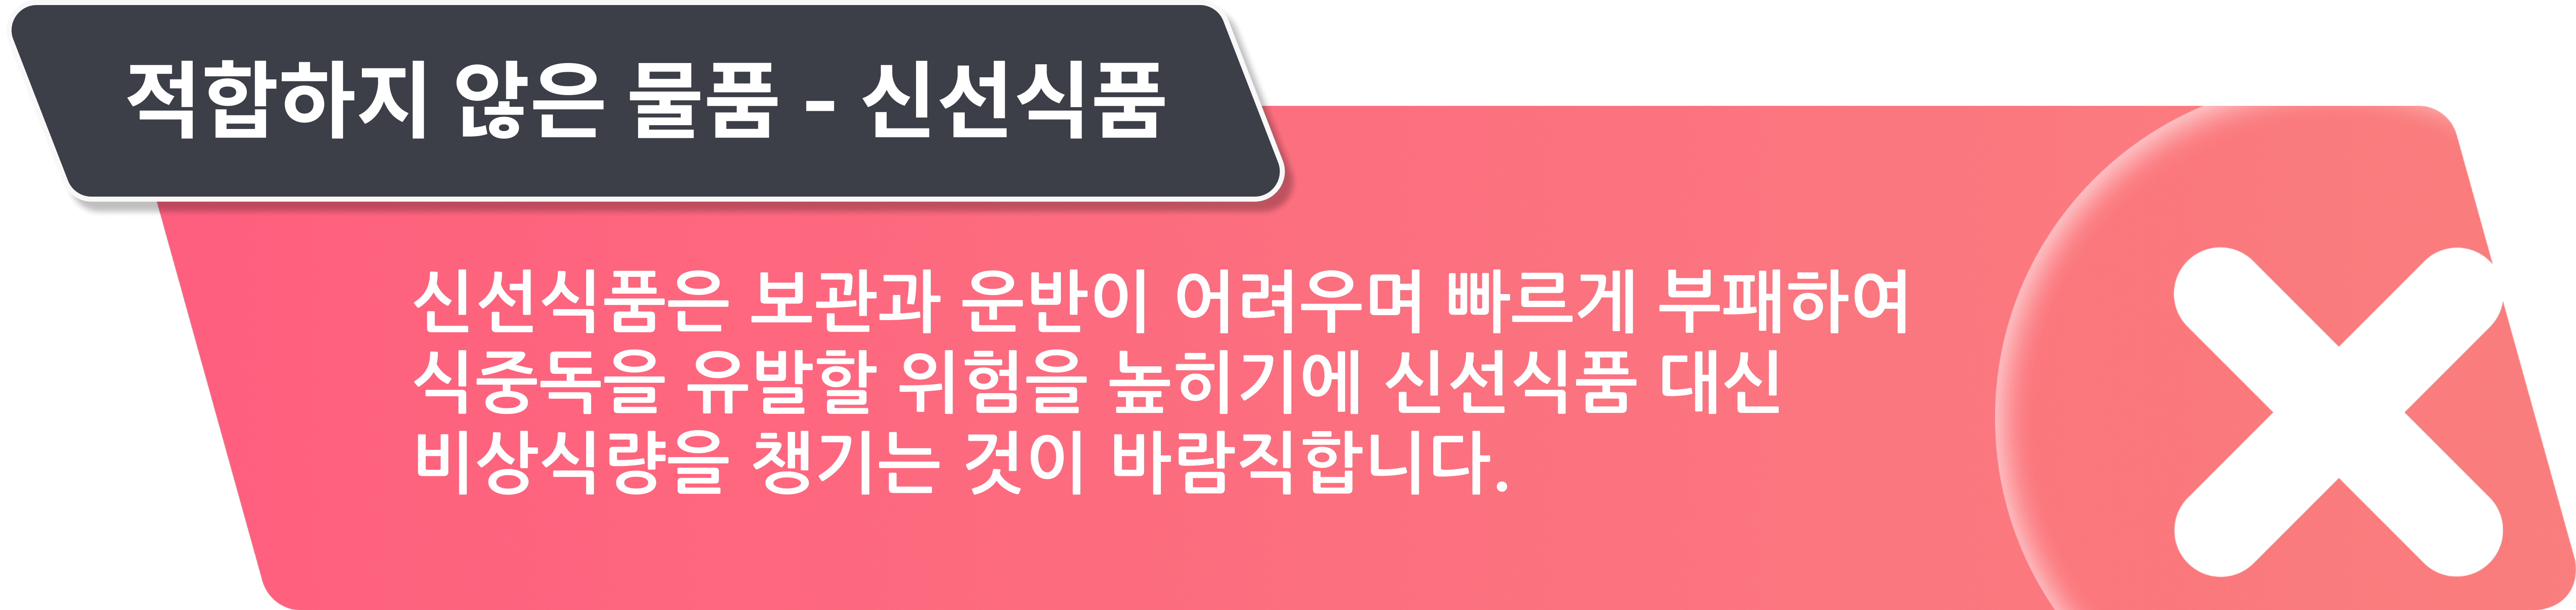 적합하지 않은 물품 - 신선식품
신선식품은 보관과 운반이 어려우며 빠르게 부패하여
식중독을 유발할 위험을 높히기에 신선식품 대신
비상식량을 챙기는 것이 바람직합니다.